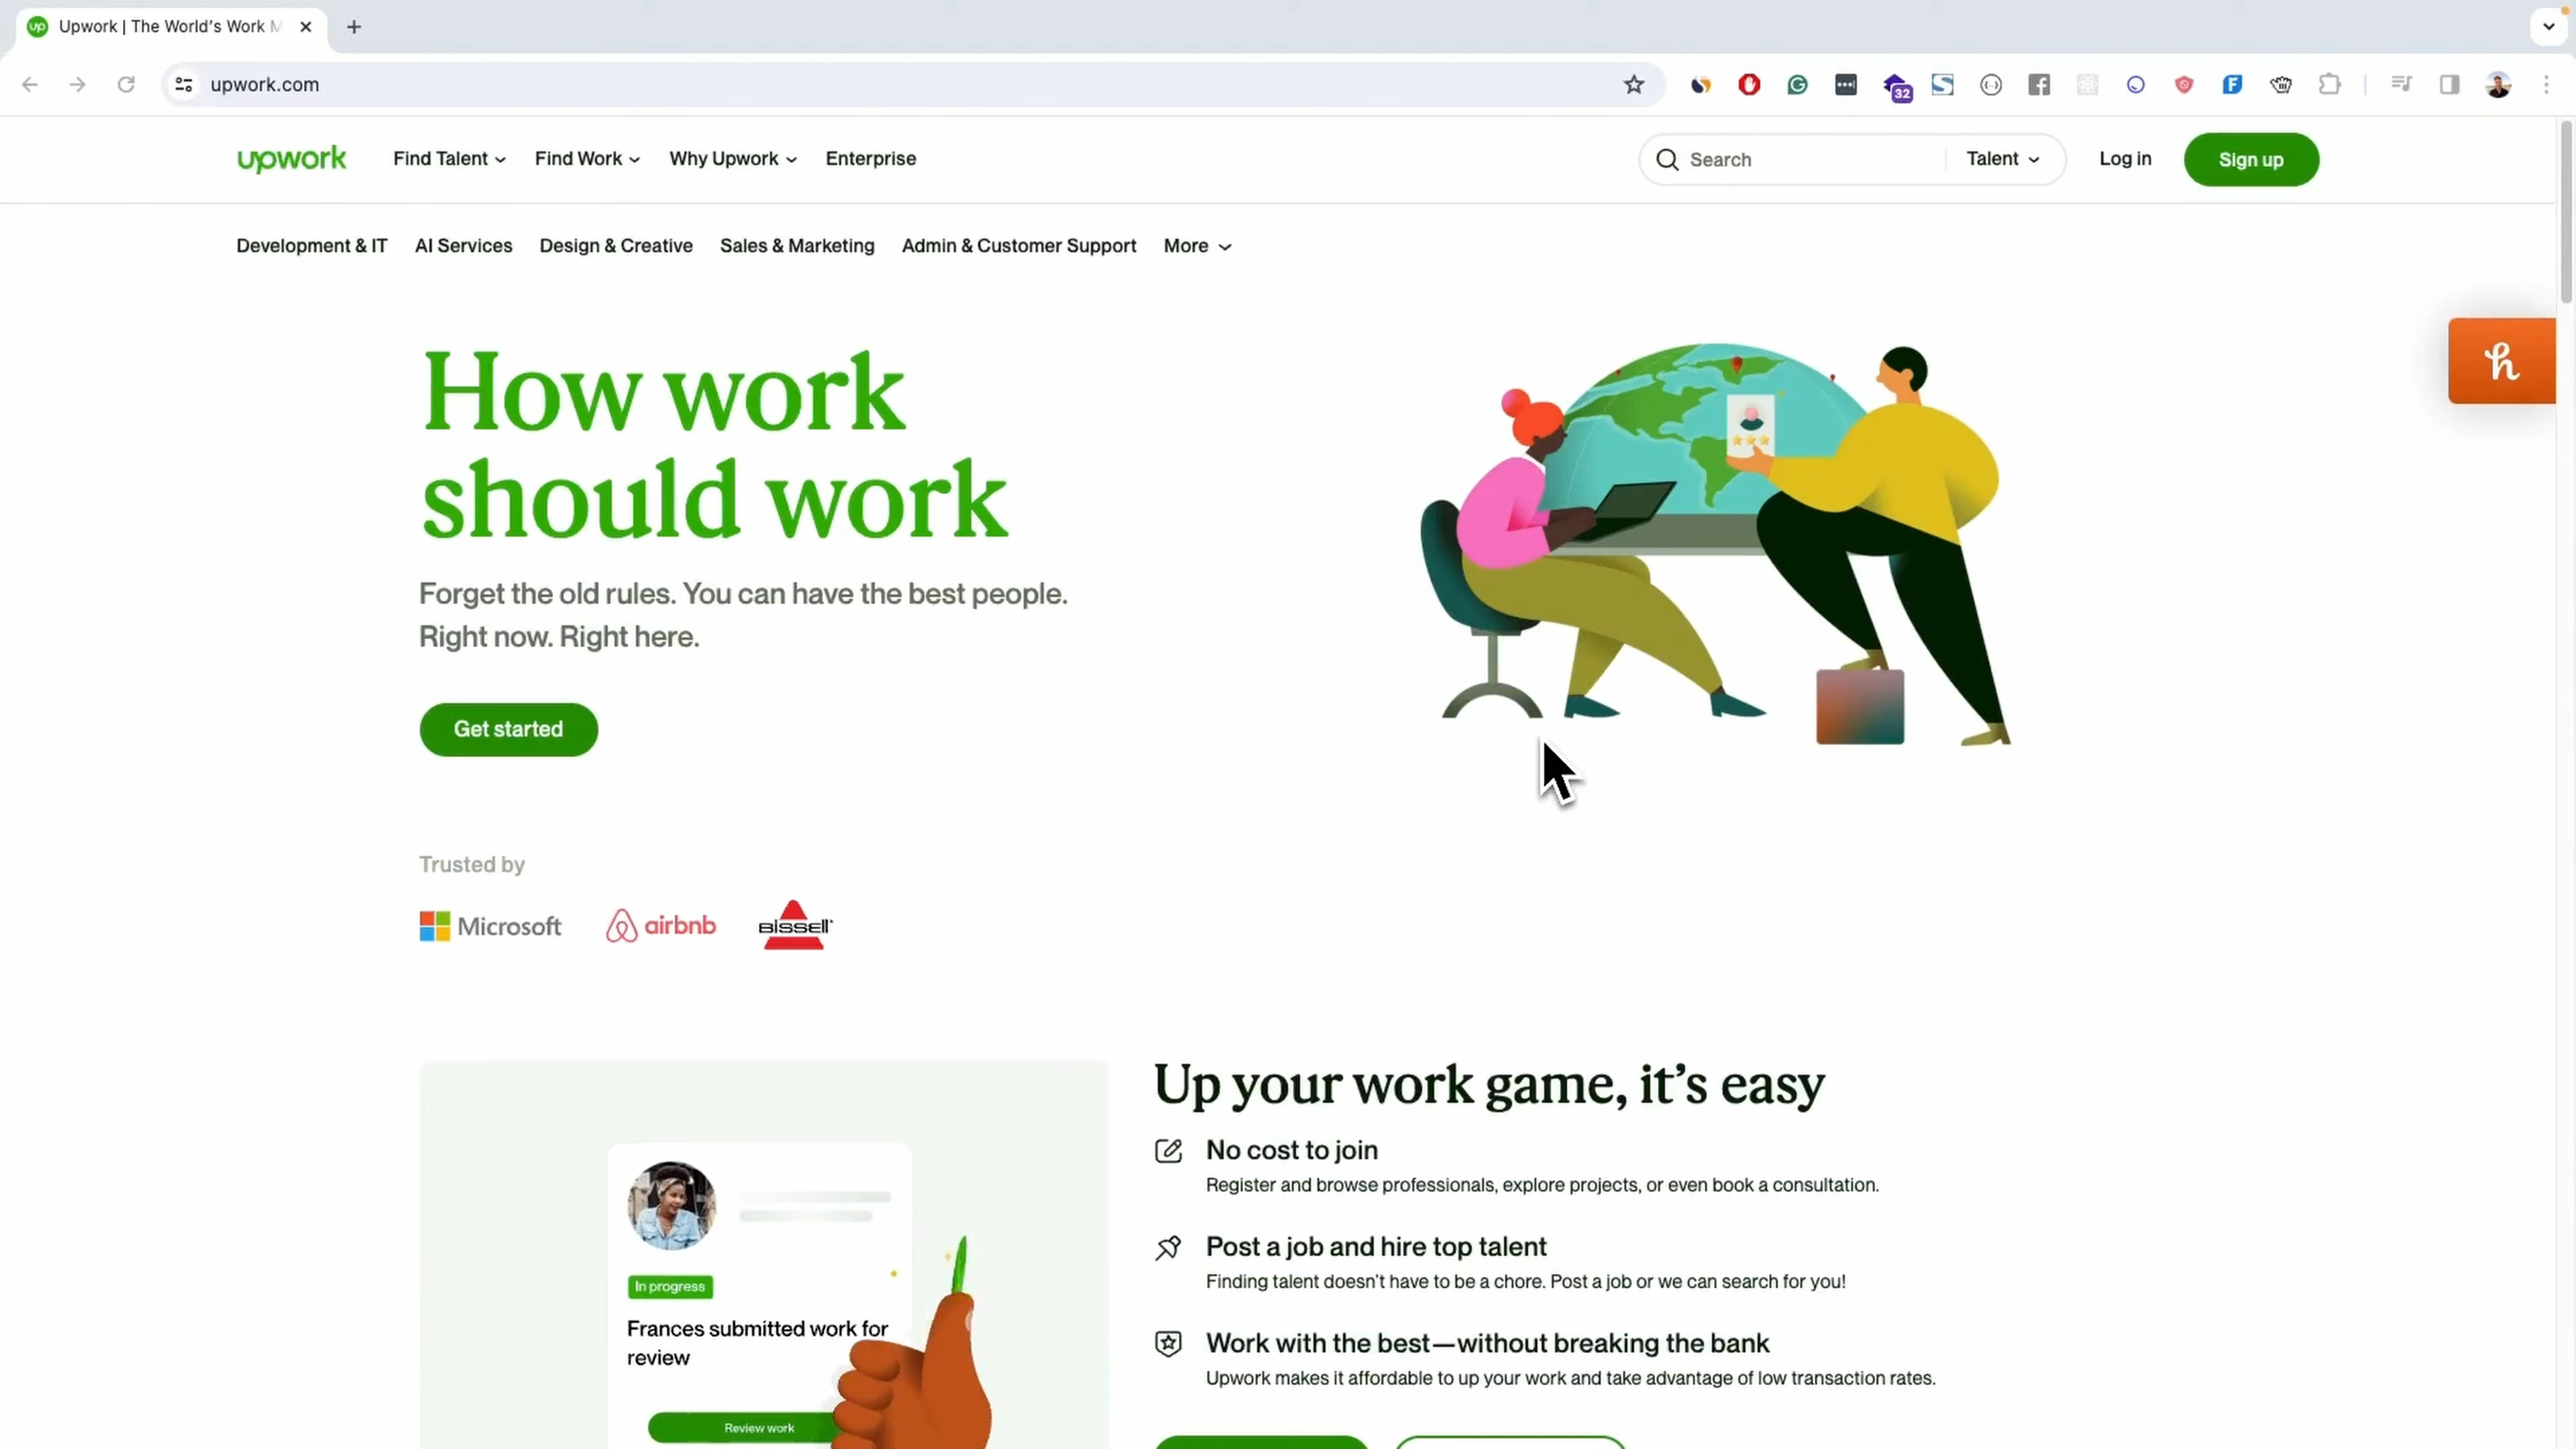 Upwork | The World's Work M
upwork.com
32
upwork
Find Talent
Find Work
Why Upwork
Enterprise
Search
Talent
Log in
Sign up
Development & IT
AI Services
Design & Creative
Sales & Marketing
Admin & Customer Support
More
How work
should work
Forget the old rules. You can have the best people.
Right now. Right here.
Get started
Trusted by
Microsoft
airbnb
BISSELL
Up your work game, it's easy
No cost to join
Register and browse professionals, explore projects, or even book a consultation.
Post a job and hire top talent
Finding talent doesn't have to be a chore. Post a job or we can search for you!
Work with the best—without breaking the bank
Upwork makes it affordable to up your work and take advantage of low transaction rates.
In progress
Frances submitted work for
review
Review work